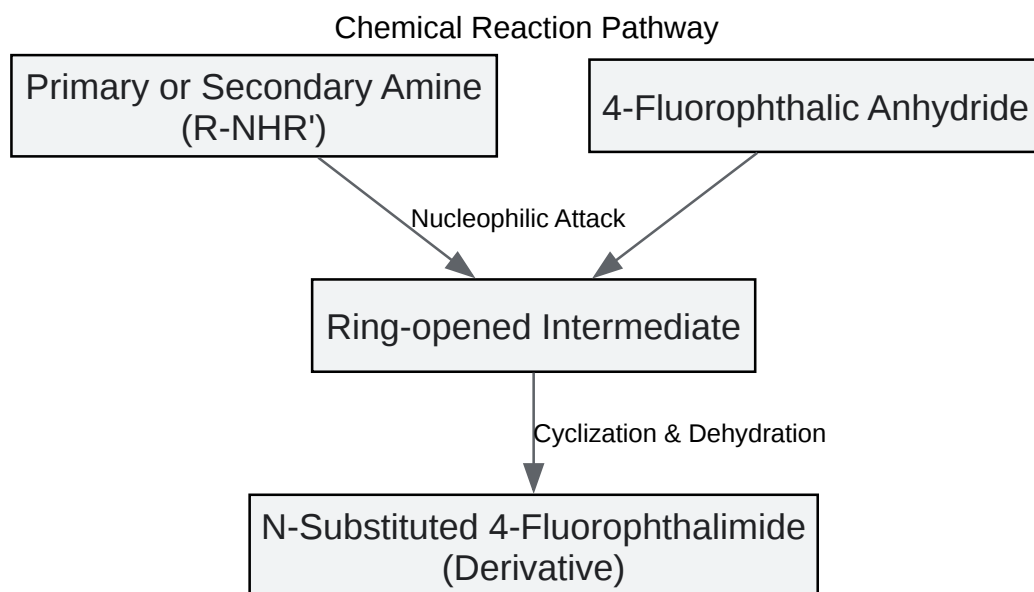 Chemical Reaction Pathway
Primary or Secondary Amine
(R-NHR')
4-Fluorophthalic Anhydride
Nucleophilic Attack
Ring-opened Intermediate
Cyclization & Dehydration
N-Substituted 4-Fluorophthalimide
(Derivative)